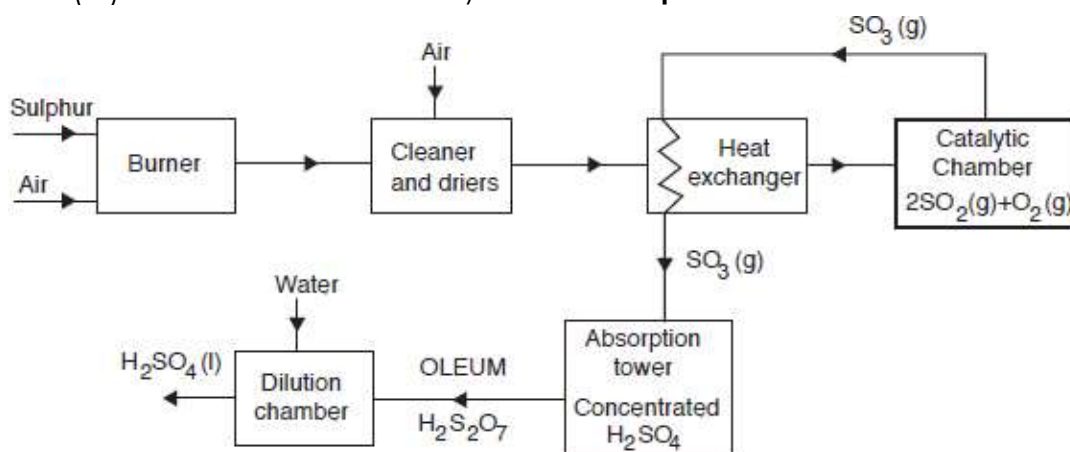 SO3 (g)
Air
Sulphur
Burner
Air
Cleaner
and driers
Heat
exchanger
Catalytic
Chamber
2SO2(g)+O2(g)
SO3 (g)
Water
H2SO4(l)
Dilution
chamber
OLEUM
H2S2O7
Absorption
tower
Concentrated
H2SO4